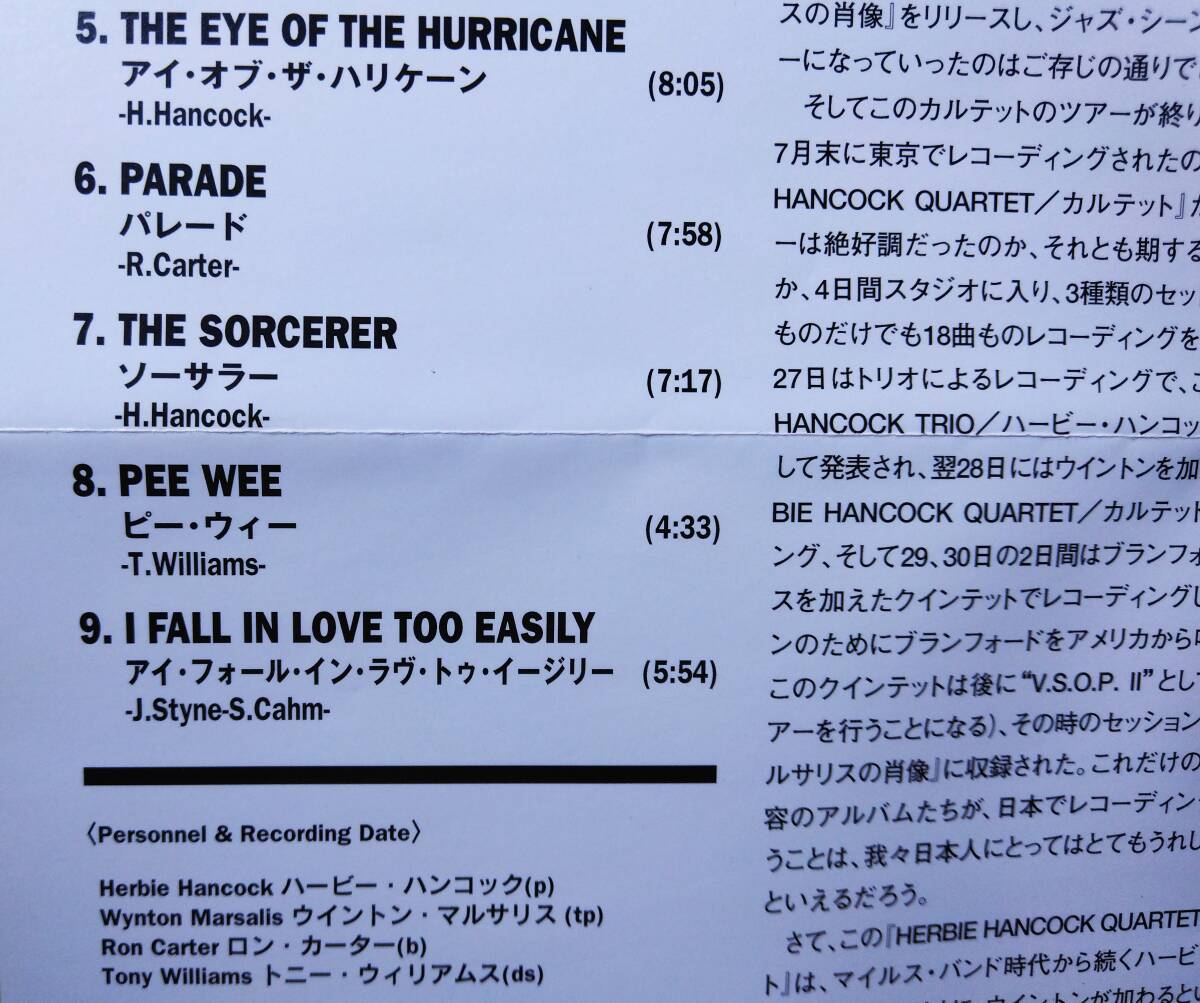 5. THE EYE OF THE HURRICANE
アイ・オブ・ザ・ハリケーン (8:05)
-H.Hancock-
6. PARADE
パレード (7:58)
-R.Carter-
7. THE SORCERER
ソーサラー (7:17)
-H.Hancock-
8. PEE WEE
ピー・ウィー (4:33)
-T.Williams-
9. I FALL IN LOVE TOO EASILY
アイ・フォール・イン・ラヴ・トゥ・イージリー (5:54)
-J.Styne-S.Cahm-
〈Personnel & Recording Date〉
Herbie Hancock ハービー・ハンコック(p)
Wynton Marsalis ウイントン・マルサリス (tp)
Ron Carter ロン・カーター(b)
Tony Williams トニー・ウィリアムス(ds)
スの肖像』をリリースし、ジャズ・シーン
ーになっていったのはご存じの通りで
そしてこのカルテットのツアーが終り
7月末に東京でレコーディングされたの
HANCOCK QUARTET／カルテット』
ーは絶好調だったのか、それとも期する
か、4日間スタジオに入り、3種類のセッ
ものだけでも18曲ものレコーディングを
27日はトリオによるレコーディングで、
HANCOCK TRIO／ハービー・ハンコッ
して発表され、翌28日にはウイントンを加
BIE HANCOCK QUARTET／カルテット
ング、そして29、30日の2日間はブランフォ
スを加えたクインテットでレコーディングし
ンのためにブランフォードをアメリカから
このクインテットは後に“V.S.O.P. II”として
アーを行うことになる)、その時のセッション
ルサリスの肖像』に収録された。これだけの
容のアルバムたちが、日本でレコーディン
うことは、我々日本人にとってはとてもうれし
といえるだろう。
さて、この『HERBIE HANCOCK QUARTET
ト』は、マイルス・バンド時代から続くハービ
ウイントンが加わるとい